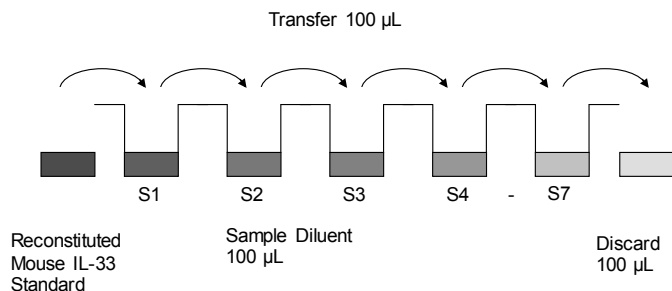 Transfer 100 µL
S1 S2 S3 S4 - S7
Reconstituted
Mouse IL-33
Standard
Sample Diluent
100 µL
Discard
100 µL